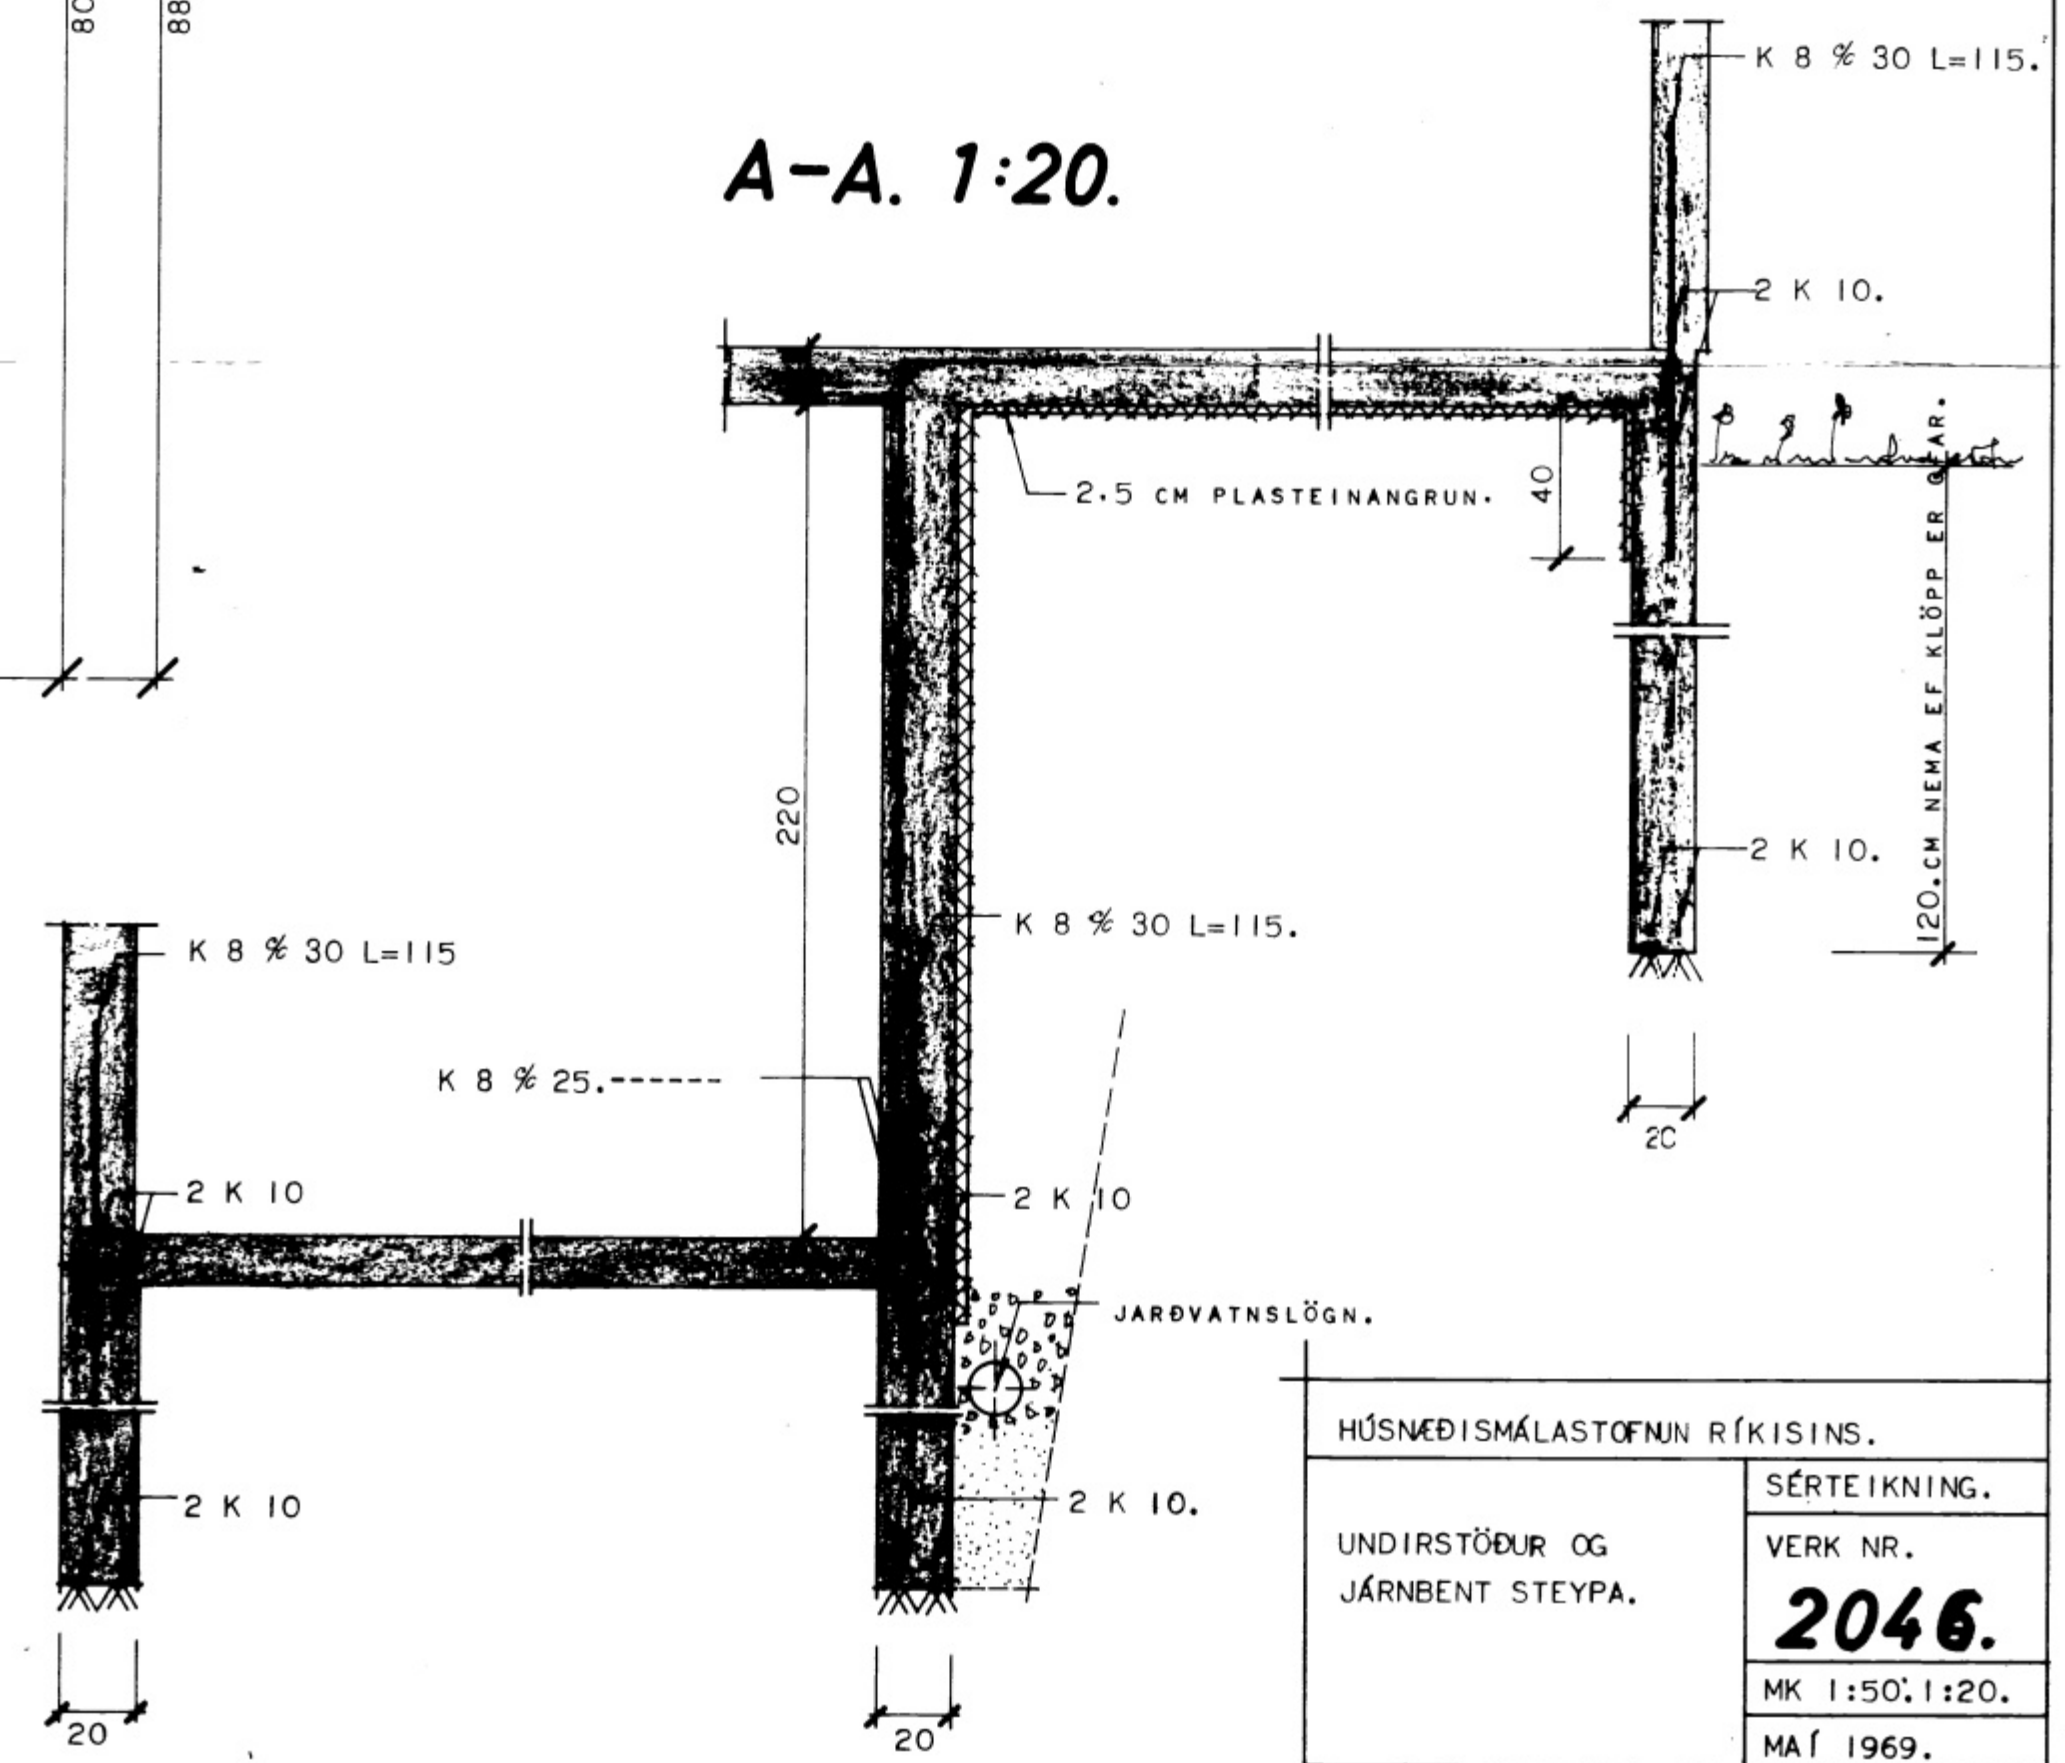 80
88
K 8 % 30 L=115.
A-A. 1:20.
2 K 10.
2.5 CM PLASTEINANGRUN.
40
120.CM NEMA EF KLÖPP ER
220
2 K 10.
K 8 % 30 L=115.
K 8 % 30 L=115
K 8 % 25.------
20
2 K 10
2 K 10
JARÐVATNSLÖGN.
2 K 10
2 K 10.
20
20
HÚSNÆÐISMÁLASTOFNUN RÍKISINS.
SÉRTEIKNING.
UNDIRSTÖÐUR OG
JÁRNBENT STEYPA.
VERK NR.
2046.
MK 1:50.1:20.
MAÍ 1969.